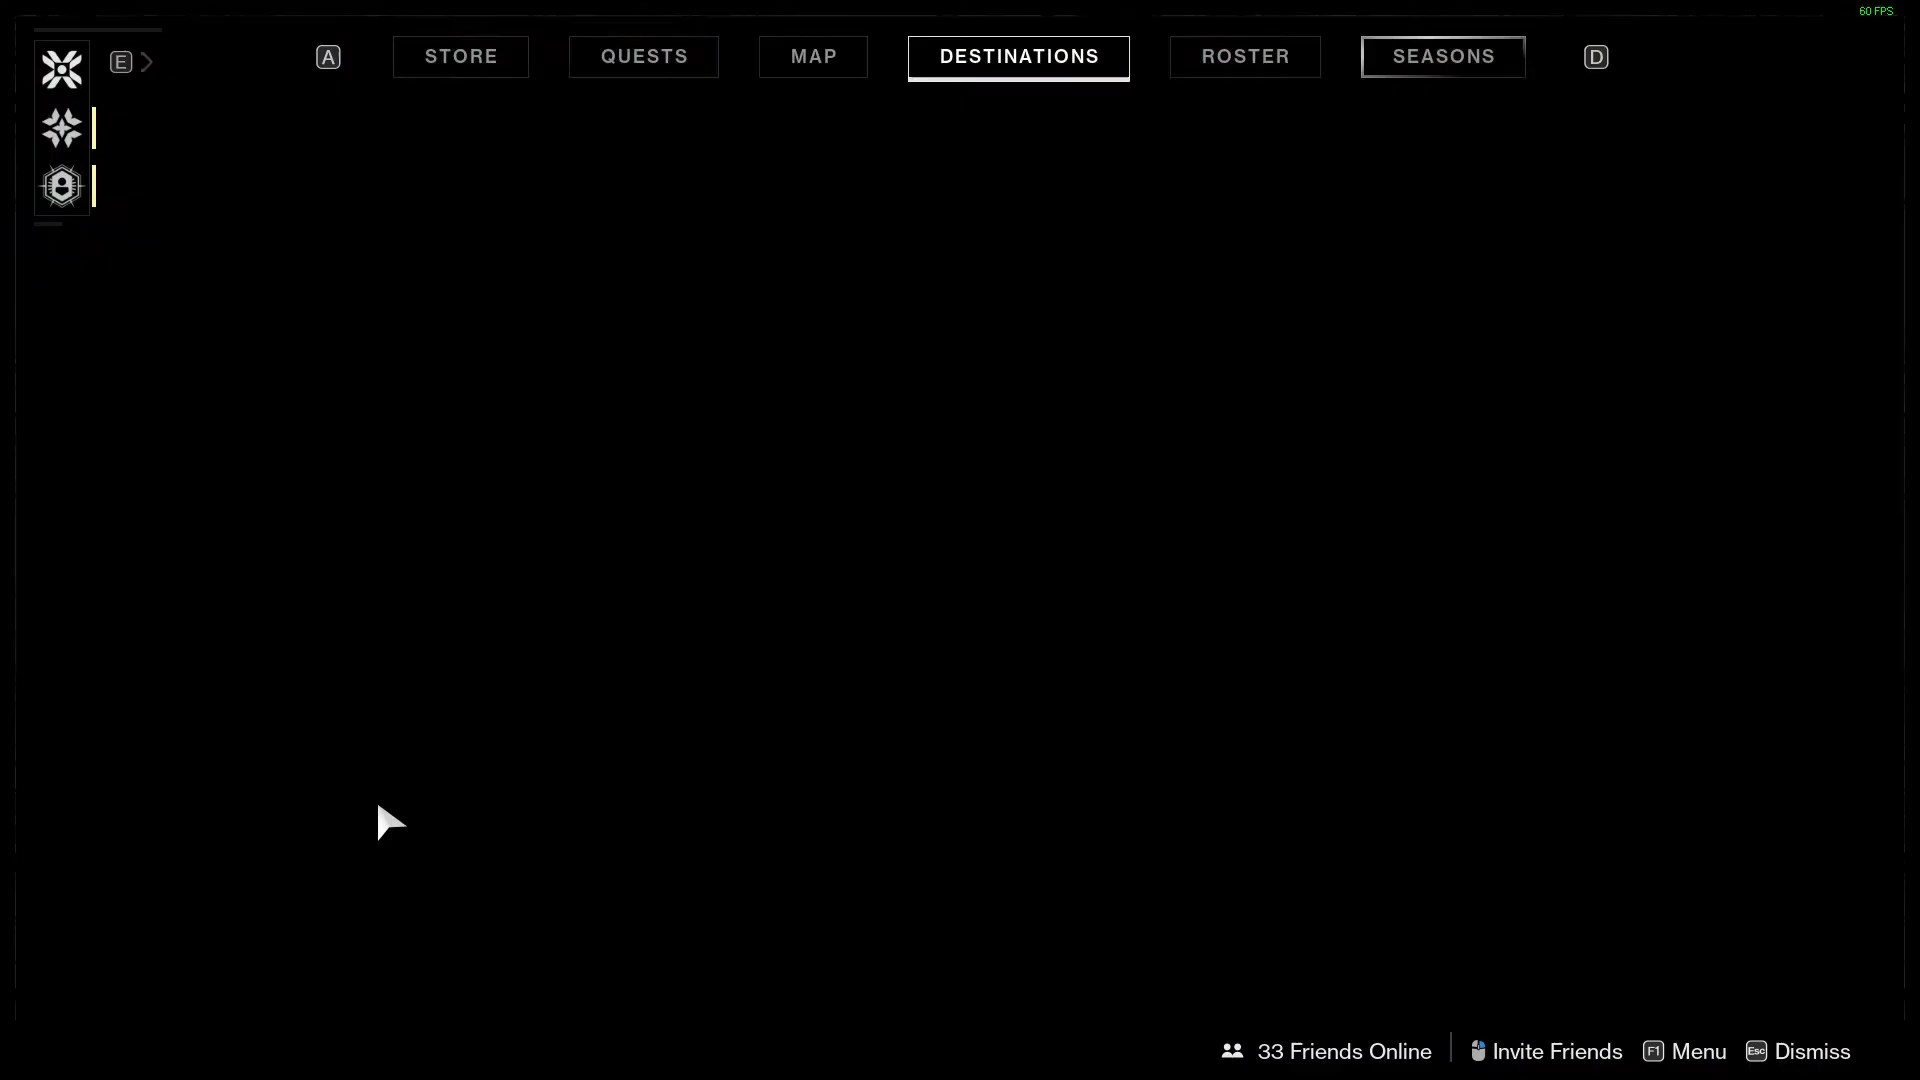 60 FPS
E
A
STORE
QUESTS
MAP
DESTINATIONS
ROSTER
SEASONS
D
33 Friends Online
Invite Friends
F1 Menu
Esc Dismiss